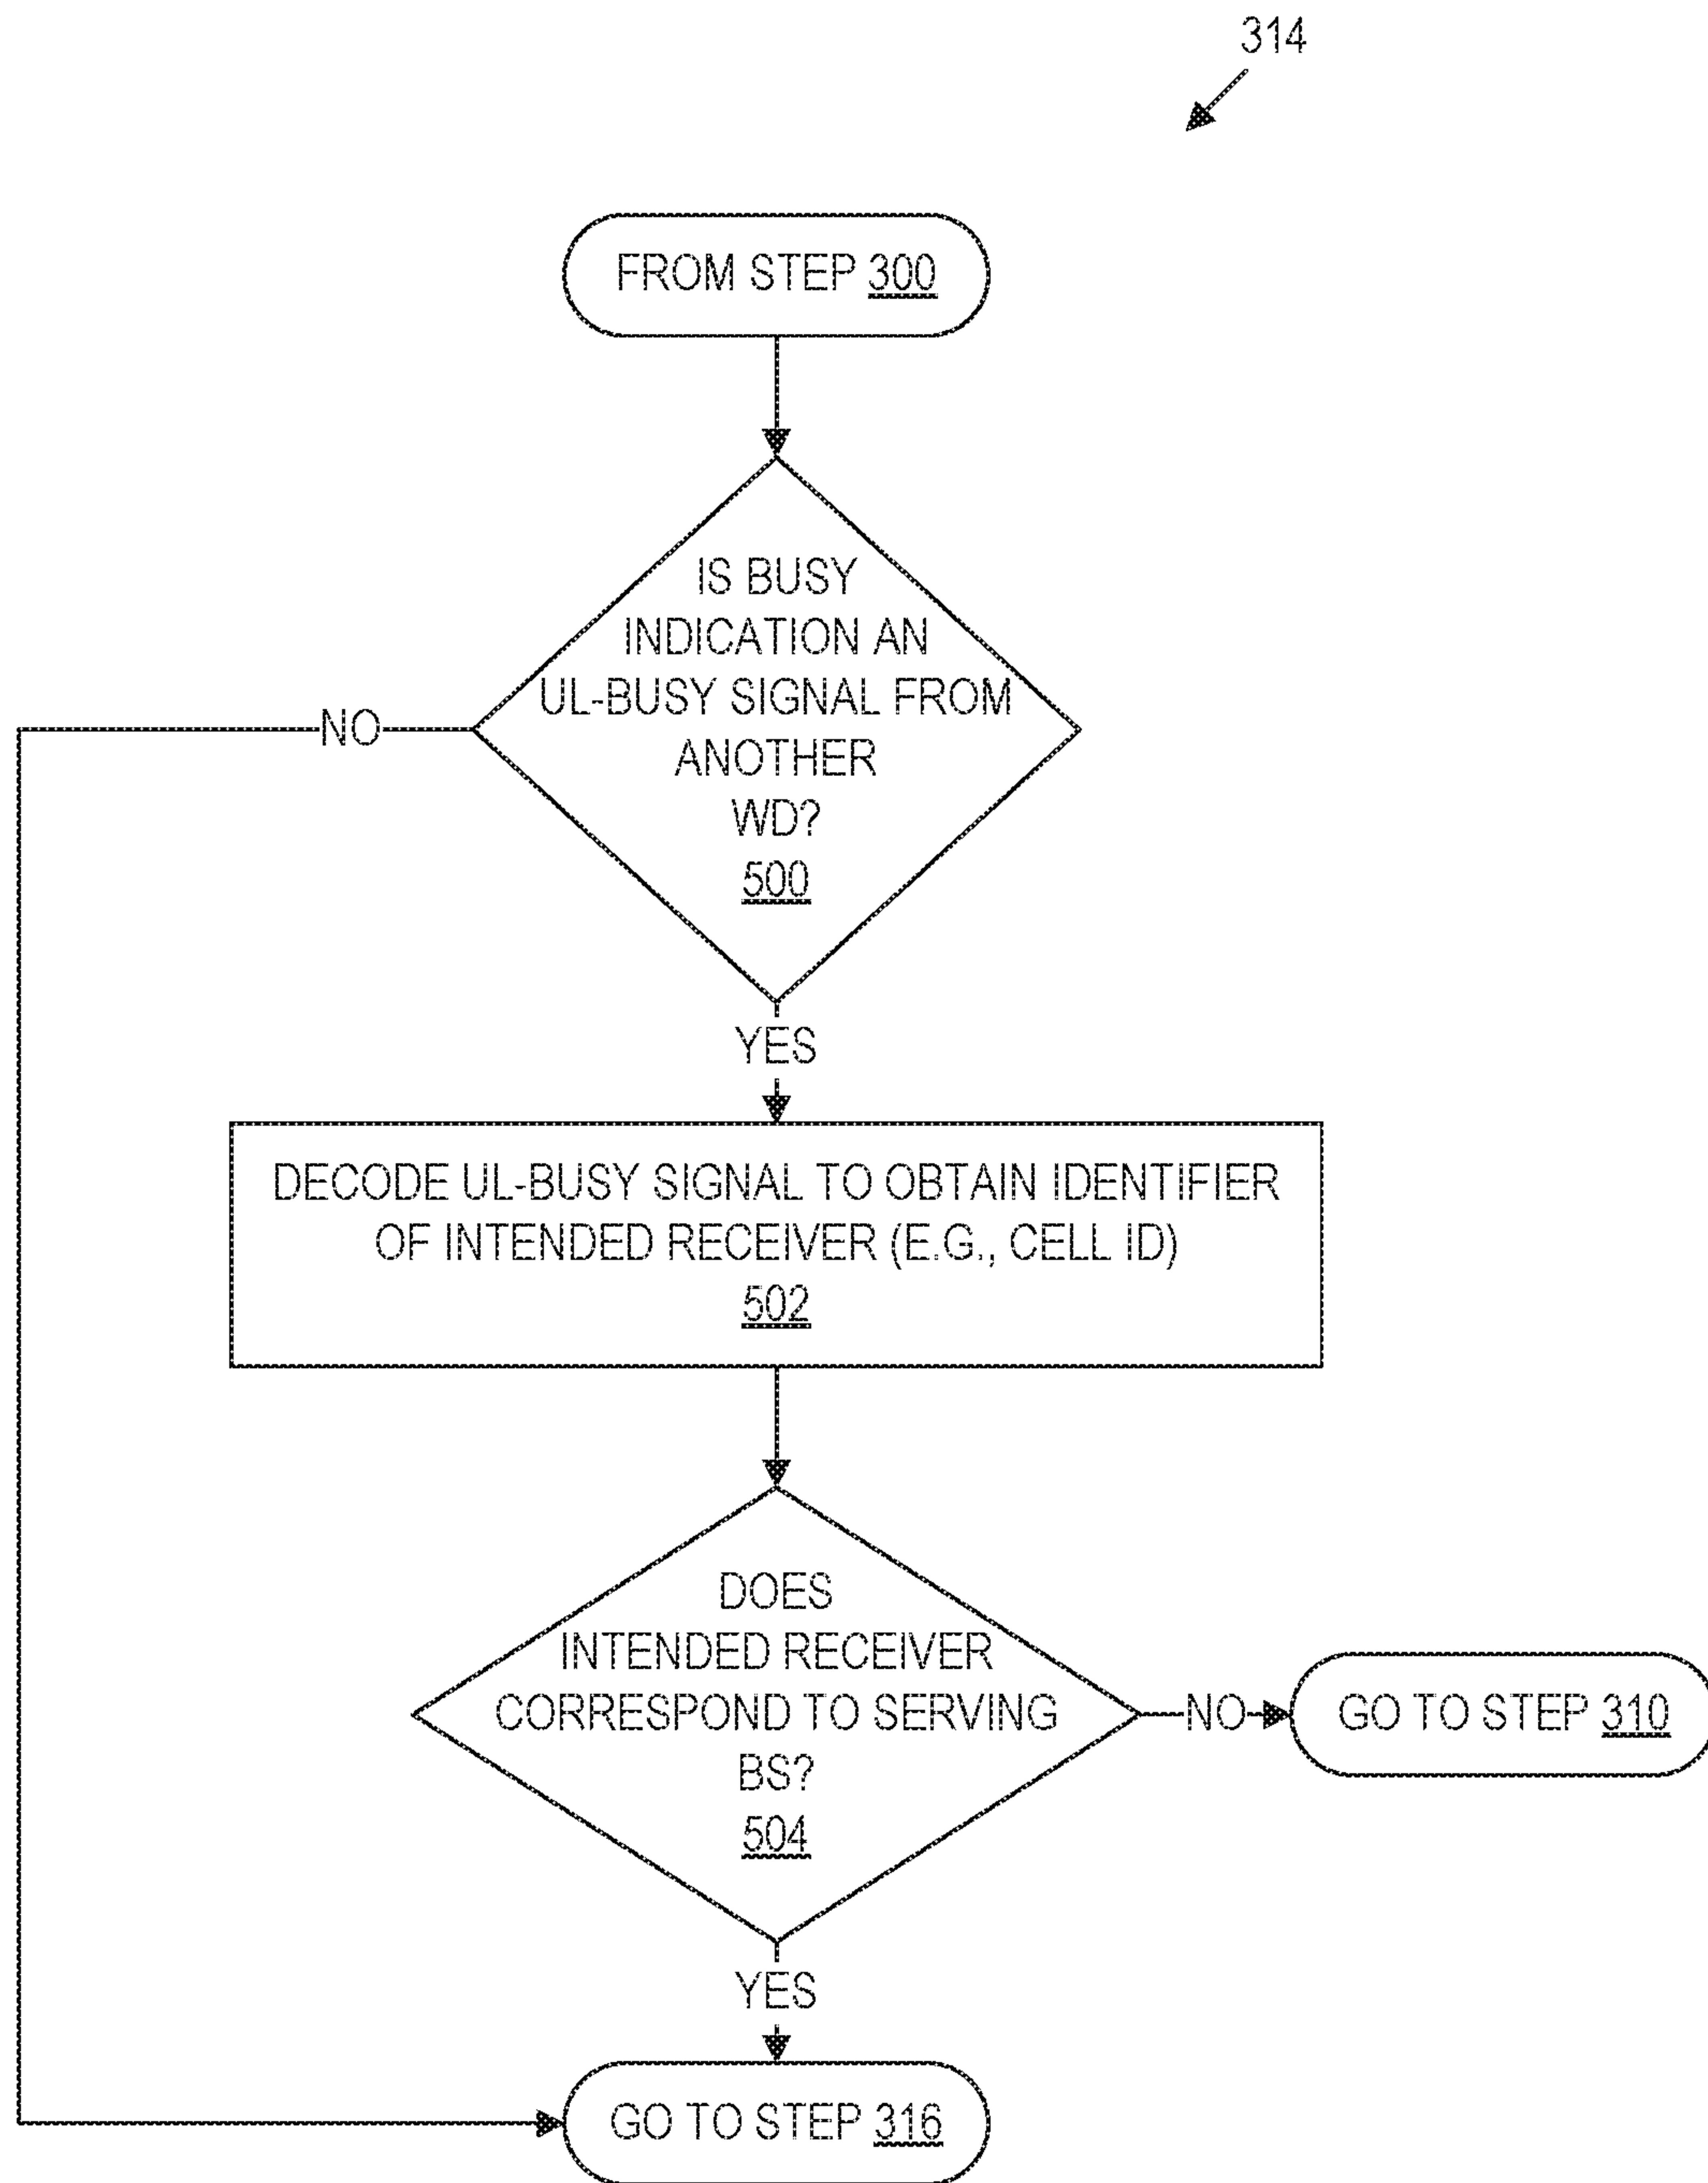 314
FROM STEP 300
IS BUSY
INDICATION AN
UL-BUSY SIGNAL FROM
ANOTHER
WD?
500
NO
YES
DECODE UL-BUSY SIGNAL TO OBTAIN IDENTIFIER
OF INTENDED RECEIVER (E.G., CELL ID)
502
DOES
INTENDED RECEIVER
CORRESPOND TO SERVING
BS?
504
NO
GO TO STEP 310
YES
GO TO STEP 316